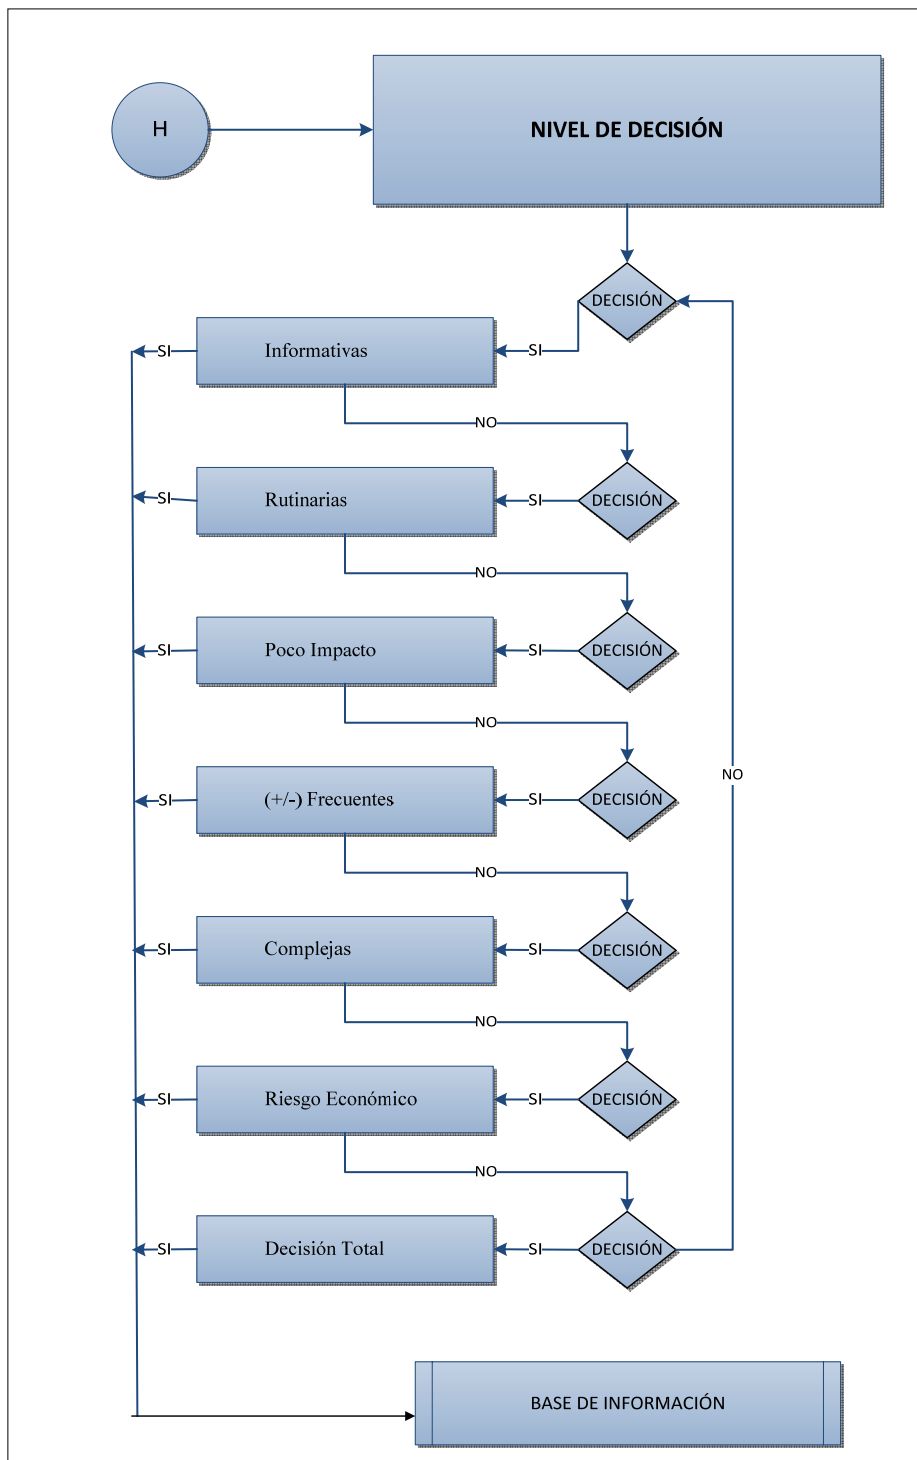 H
NIVEL DE DECISIÓN
DECISIÓN
Informativas
SI
SI
NO
DECISIÓN
Rutinarias
SI
SI
NO
DECISIÓN
Poco Impacto
SI
SI
NO
DECISIÓN
(+/-) Frecuentes
SI
SI
NO
NO
DECISIÓN
Complejas
SI
SI
NO
DECISIÓN
Riesgo Económico
SI
SI
NO
DECISIÓN
Decisión Total
SI
SI
BASE DE INFORMACIÓN